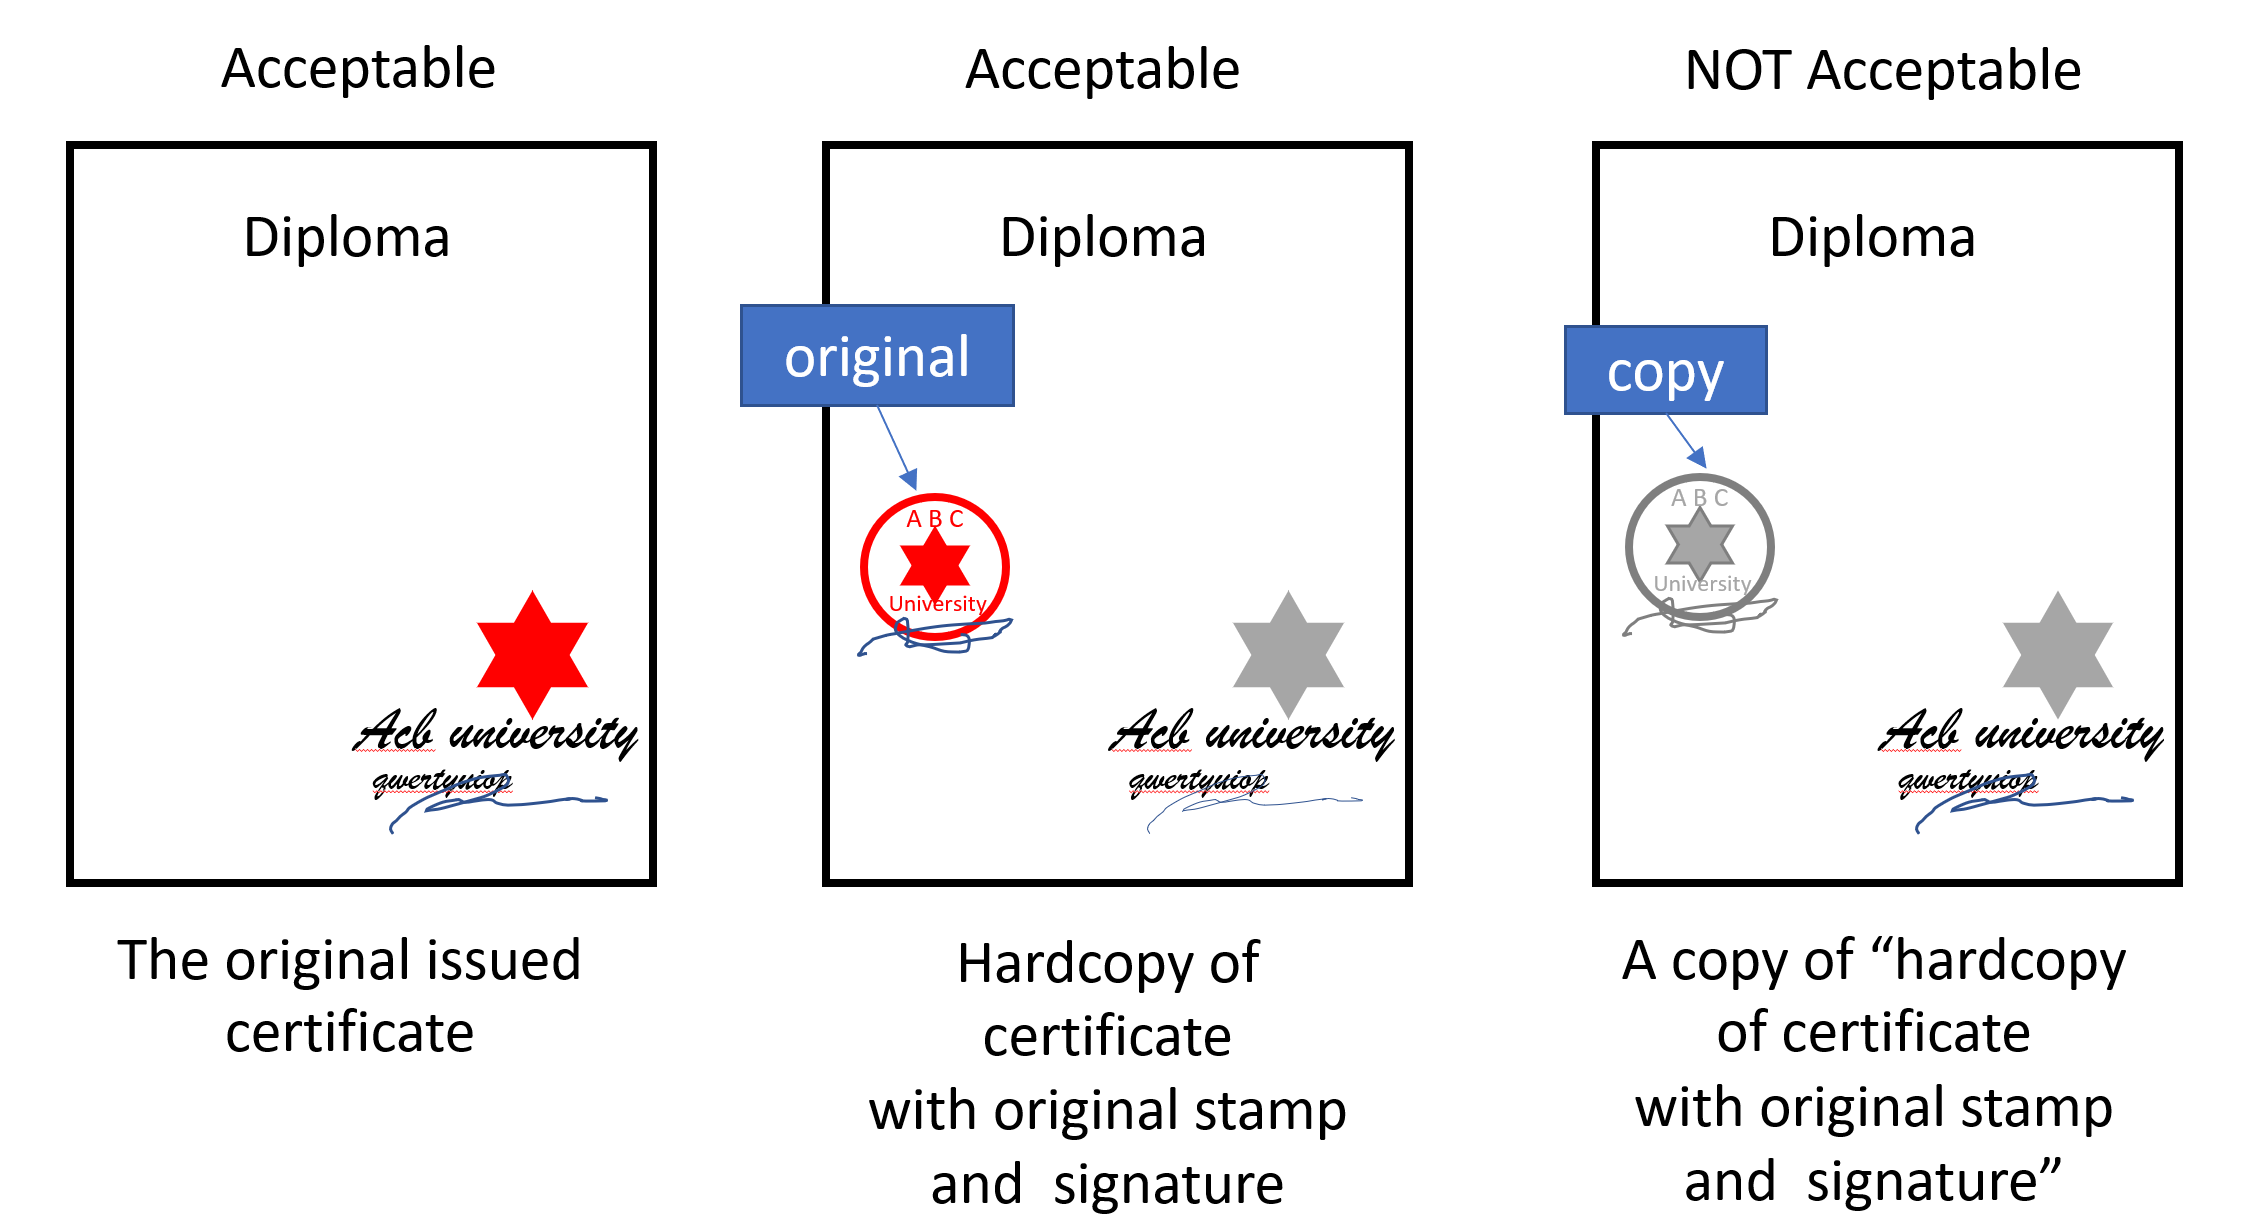 Acceptable
Diploma
Acb university
qwertyuiop
The original issued
certificate
Acceptable
Diploma
original
A B C
University
Acb university
qwertyuiop
Hardcopy of
certificate
with original stamp
and  signature
NOT Acceptable
Diploma
copy
A B C
University
Acb university
qwertyuiop
A copy of “hardcopy
of certificate
with original stamp
and  signature”